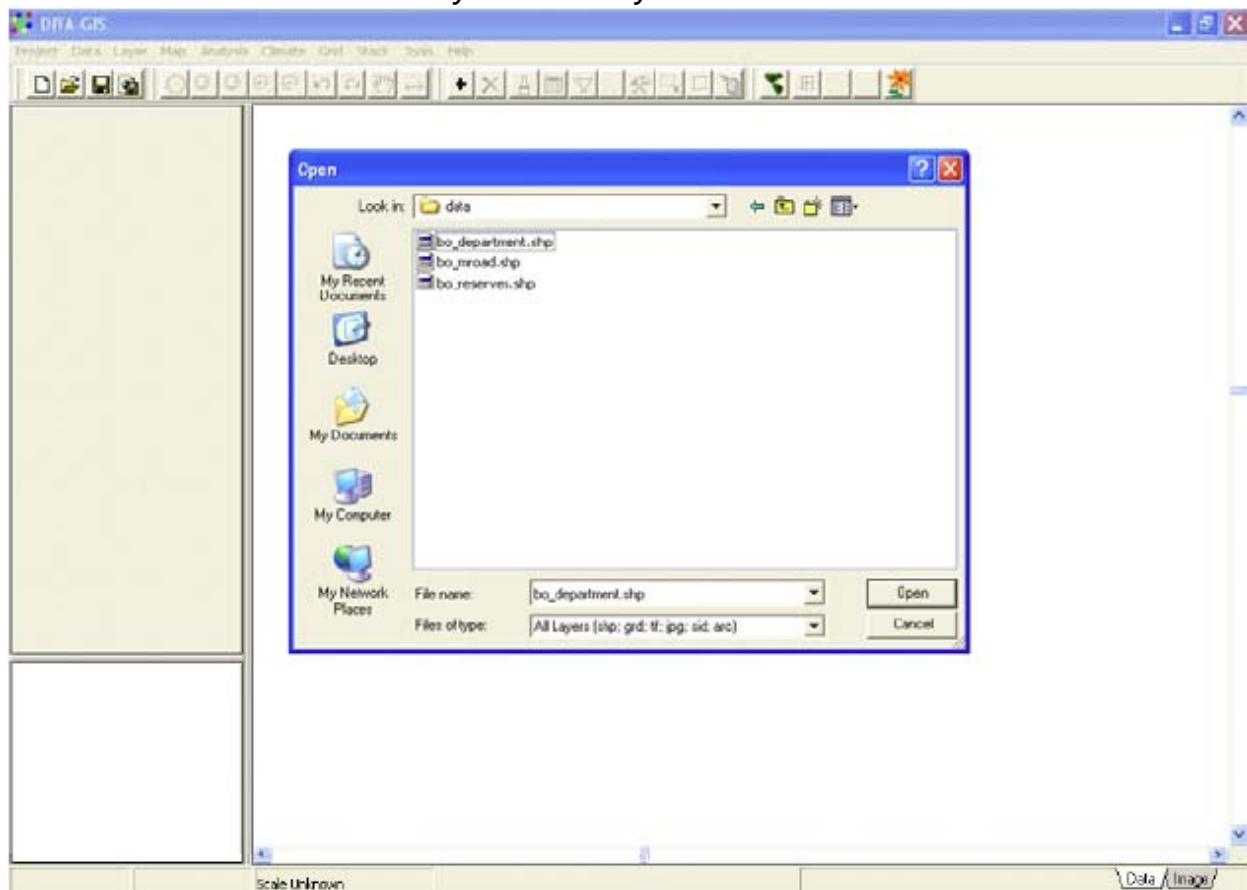 DIVA-GIS
Project Data Layer Map Analysis Climate Grid Stack Tools Help
Open
Look in: data
bo_department.shp
bo_mroad.shp
bo_reserves.shp
My Recent
Documents
Desktop
My Documents
My Computer
My Network
Places
File name: bo_department.shp Open
Files of type: All Layers (shp; grd; tif; jpg; sid; arc) Cancel
Scale Unknown Data Image